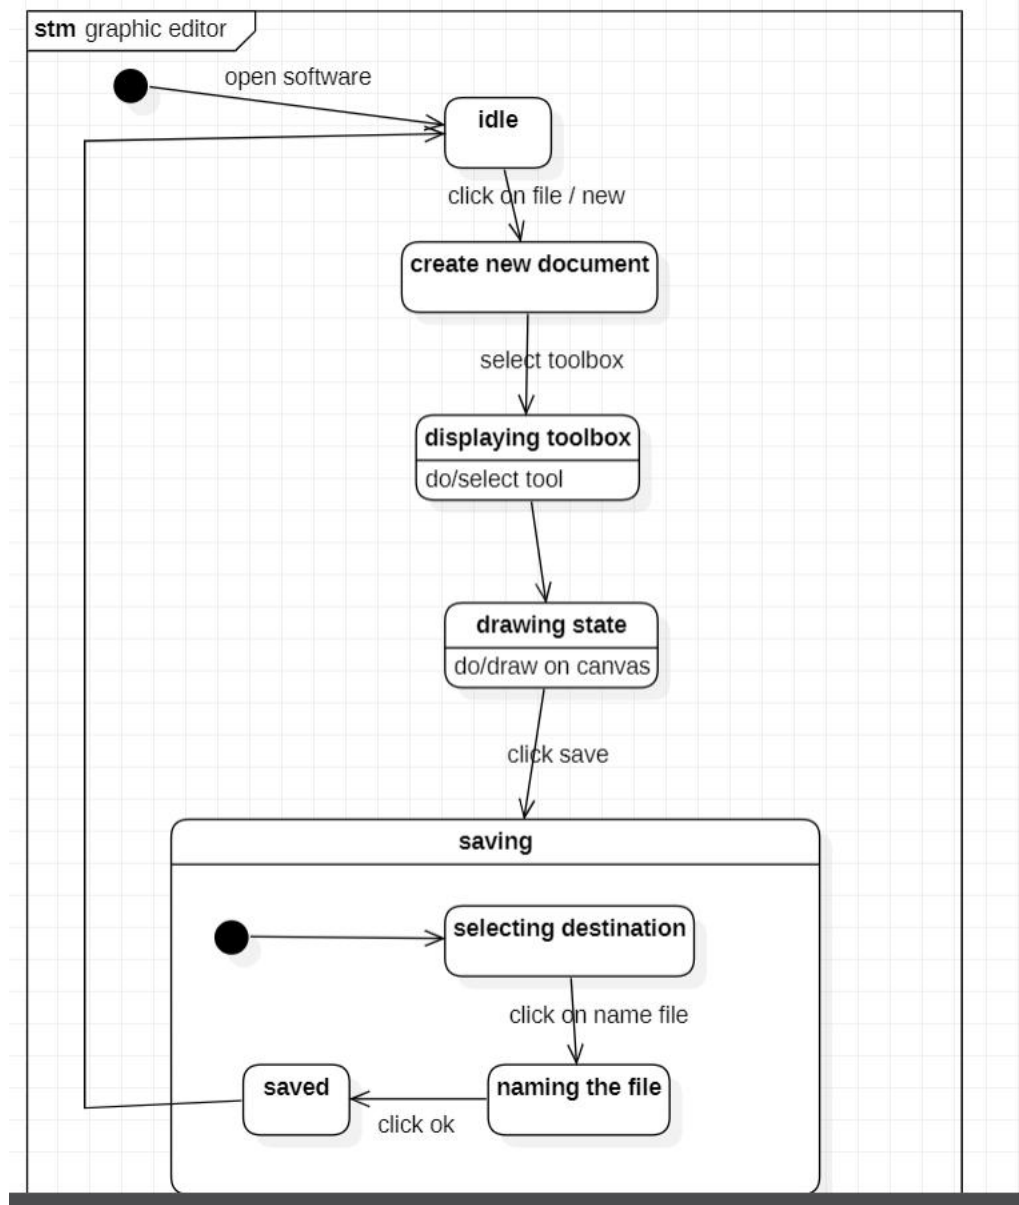 stm graphic editor
open software
idle
click on file / new
create new document
select toolbox
displaying toolbox
do/select tool
drawing state
do/draw on canvas
click save
saving
selecting destination
click on name file
naming the file
click ok
saved